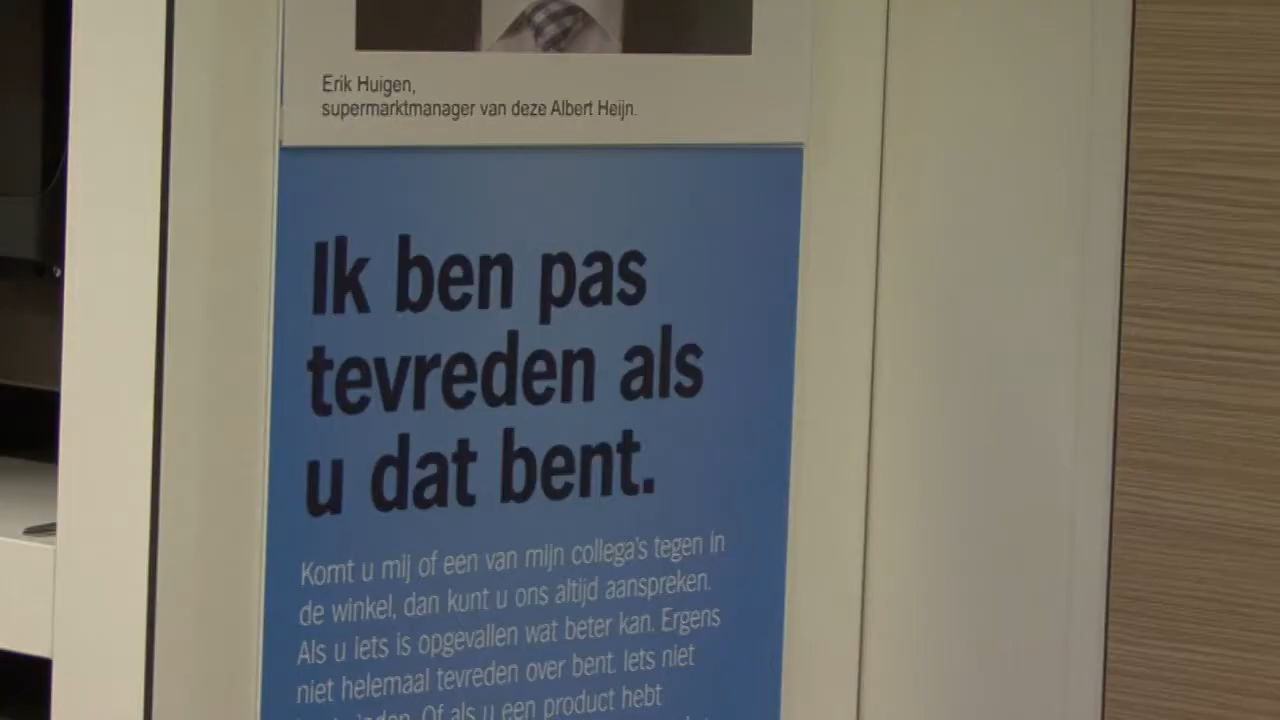 Erik Huigen,
supermarktmanager van deze Albert Heijn.
Ik ben pas
tevreden als
u dat bent.
Komt u mij of een van mijn collega's tegen in
de winkel, dan kunt u ons altijd aanspreken.
Als u iets is opgevallen wat beter kan. Ergens
niet helemaal tevreden over bent. Iets niet
Of als u een product hebt